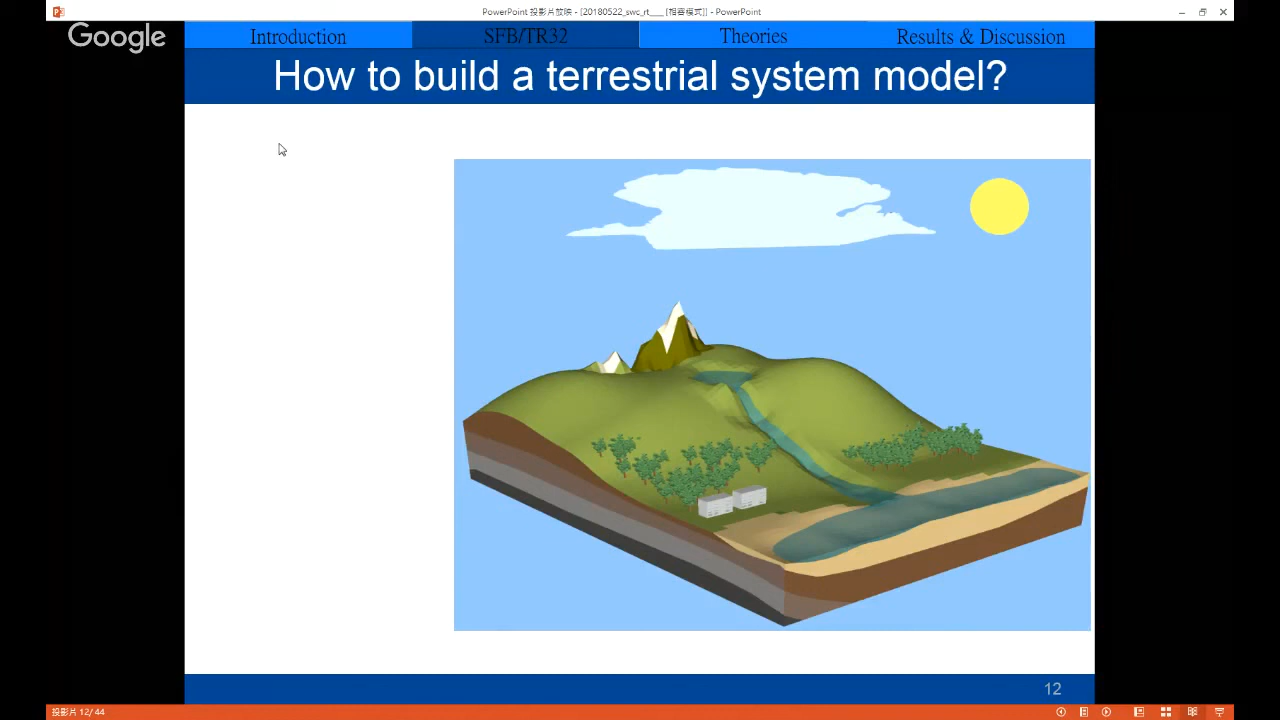 PowerPoint 投影片放映 - [20180522_swc_rt___ [相容模式]] - PowerPoint
Google
Introduction
SFB/TR32
Theories
Results & Discussion
How to build a terrestrial system model?
12
投影片 12/44